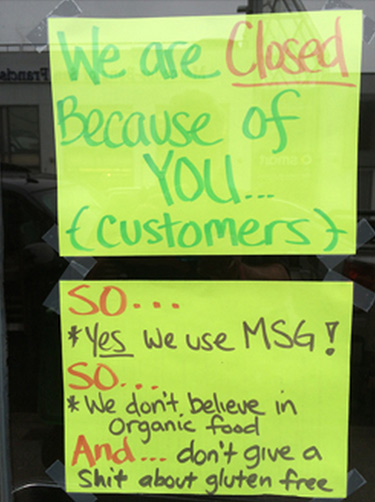 We are Closed
Because of
YOU...
{customers}
SO...
*Yes we use MSG!
SO...
*We don't believe in
Organic food
And... don't give a
Shit about gluten free